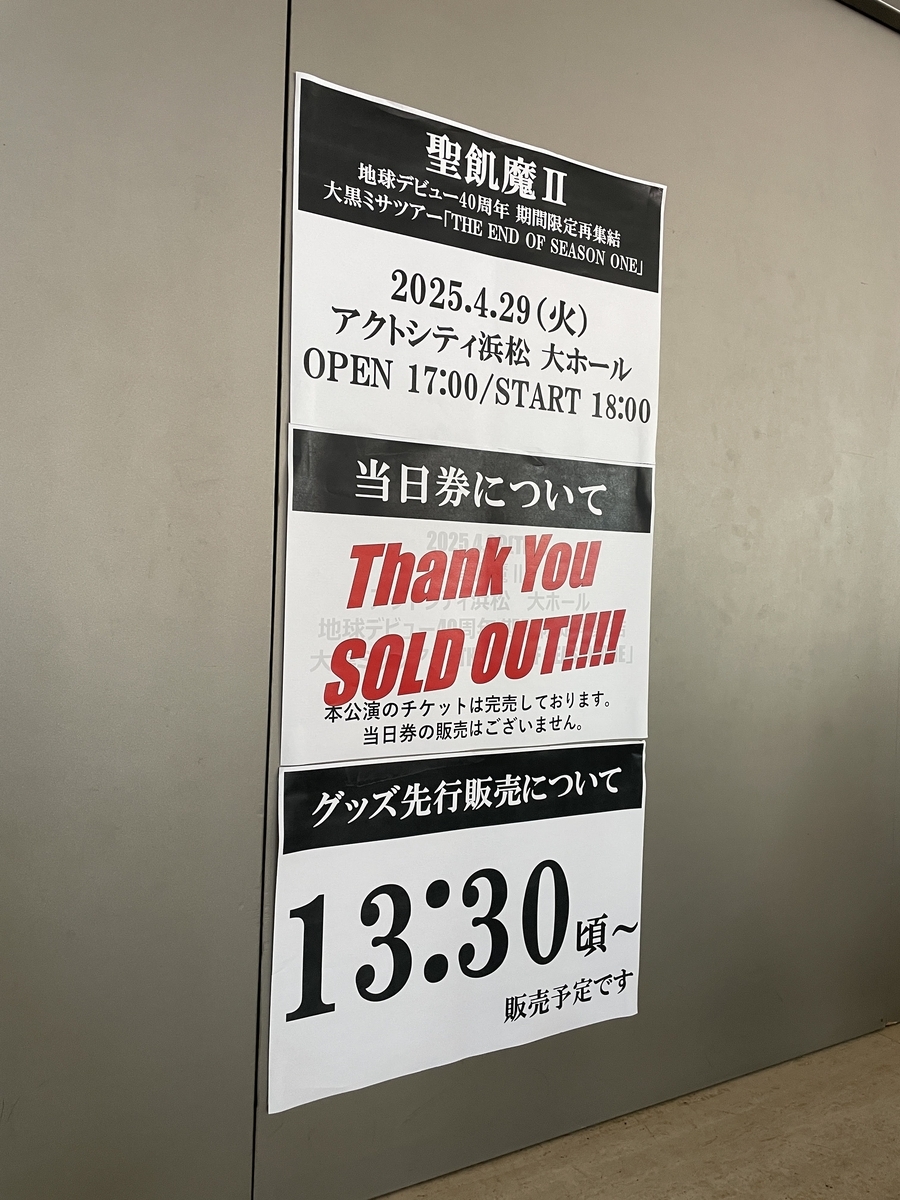 聖飢魔Ⅱ
地球デビュー40周年 期間限定再集結
大黒ミサツアー「THE END OF SEASON ONE」
2025.4.29(火)
アクトシティ浜松 大ホール
OPEN 17:00/START 18:00
当日券について
Thank You
SOLD OUT!!!!
本公演のチケットは完売しております。
当日券の販売はございません。
グッズ先行販売について
13:30頃〜
販売予定です